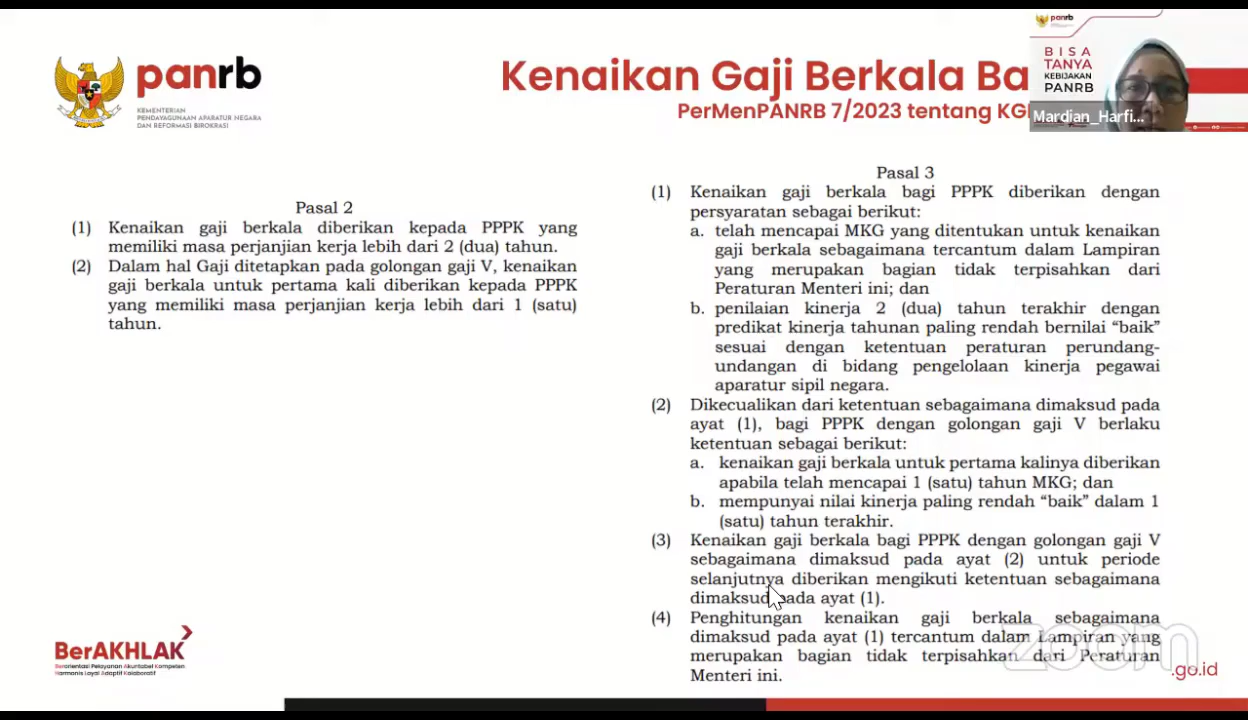 panrb
KEMENTERIAN
PENDAYAGUNAAN APARATUR NEGARA
DAN REFORMASI BIROKRASI
Kenaikan Gaji Berkala Ba
PerMenPANRB 7/2023 tentang KG
panrb
BISA
TANYA
KEBIJAKAN
PANRB
Mardian_Harfi...
Pasal 2
(1) Kenaikan gaji berkala diberikan kepada PPPK yang
memiliki masa perjanjian kerja lebih dari 2 (dua) tahun.
(2) Dalam hal Gaji ditetapkan pada golongan gaji V, kenaikan
gaji berkala untuk pertama kali diberikan kepada PPPK
yang memiliki masa perjanjian kerja lebih dari 1 (satu)
tahun.
Pasal 3
(1) Kenaikan gaji berkala bagi PPPK diberikan dengan
persyaratan sebagai berikut:
a. telah mencapai MKG yang ditentukan untuk kenaikan
gaji berkala sebagaimana tercantum dalam Lampiran
yang merupakan bagian tidak terpisahkan dari
Peraturan Menteri ini; dan
b. penilaian kinerja 2 (dua) tahun terakhir dengan
predikat kinerja tahunan paling rendah bernilai “baik”
sesuai dengan ketentuan peraturan perundang-
undangan di bidang pengelolaan kinerja pegawai
aparatur sipil negara.
(2) Dikecualikan dari ketentuan sebagaimana dimaksud pada
ayat (1), bagi PPPK dengan golongan gaji V berlaku
ketentuan sebagai berikut:
a. kenaikan gaji berkala untuk pertama kalinya diberikan
apabila telah mencapai 1 (satu) tahun MKG; dan
b. mempunyai nilai kinerja paling rendah “baik” dalam 1
(satu) tahun terakhir.
(3) Kenaikan gaji berkala bagi PPPK dengan golongan gaji V
sebagaimana dimaksud pada ayat (2) untuk periode
selanjutnya diberikan mengikuti ketentuan sebagaimana
dimaksud pada ayat (1).
(4) Penghitungan kenaikan gaji berkala sebagaimana
dimaksud pada ayat (1) tercantum dalam Lampiran yang
merupakan bagian tidak terpisahkan dari Peraturan
Menteri ini.
BerAKHLAK
Berorientasi Pelayanan Akuntabel Kompeten
Harmonis Loyal Adaptif Kolaboratif
zoom
.go.id